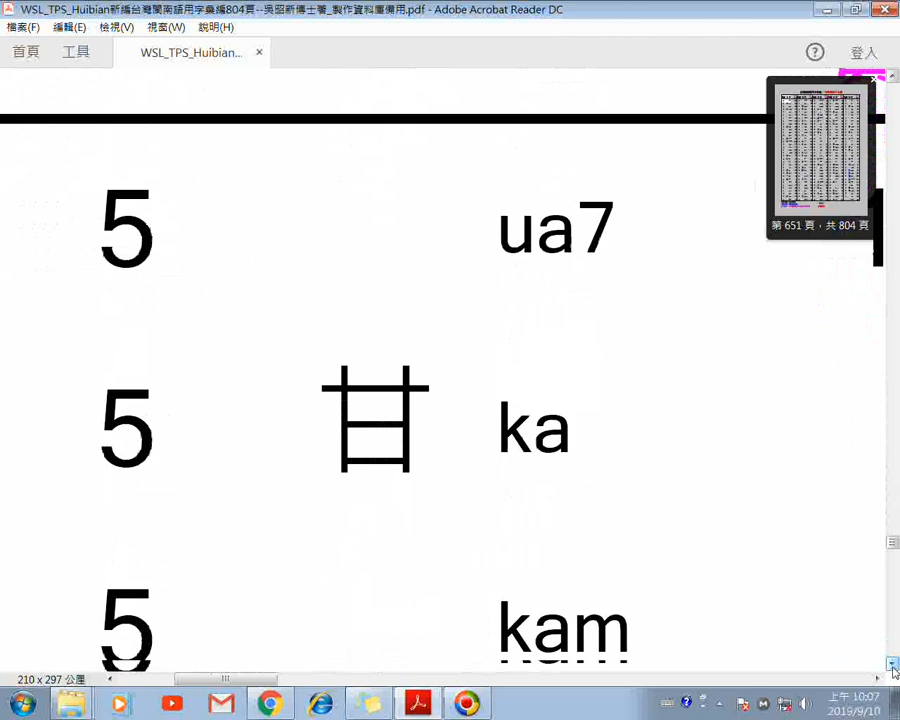 WSL_TPS_Huibian新編台灣閩南語用字彙編804頁--吳昭新博士著_製作資料庫備用.pdf - Adobe Acrobat Reader DC
檔案(F) 編輯(E) 檢視(V) 視窗(W) 說明(H)
首頁 工具 WSL_TPS_Huibian... × ? 登入
第 651 頁，共 804 頁
5 ua7
5 甘 ka
5 kam
210 x 297 公厘
上午 10:07
2019/9/10